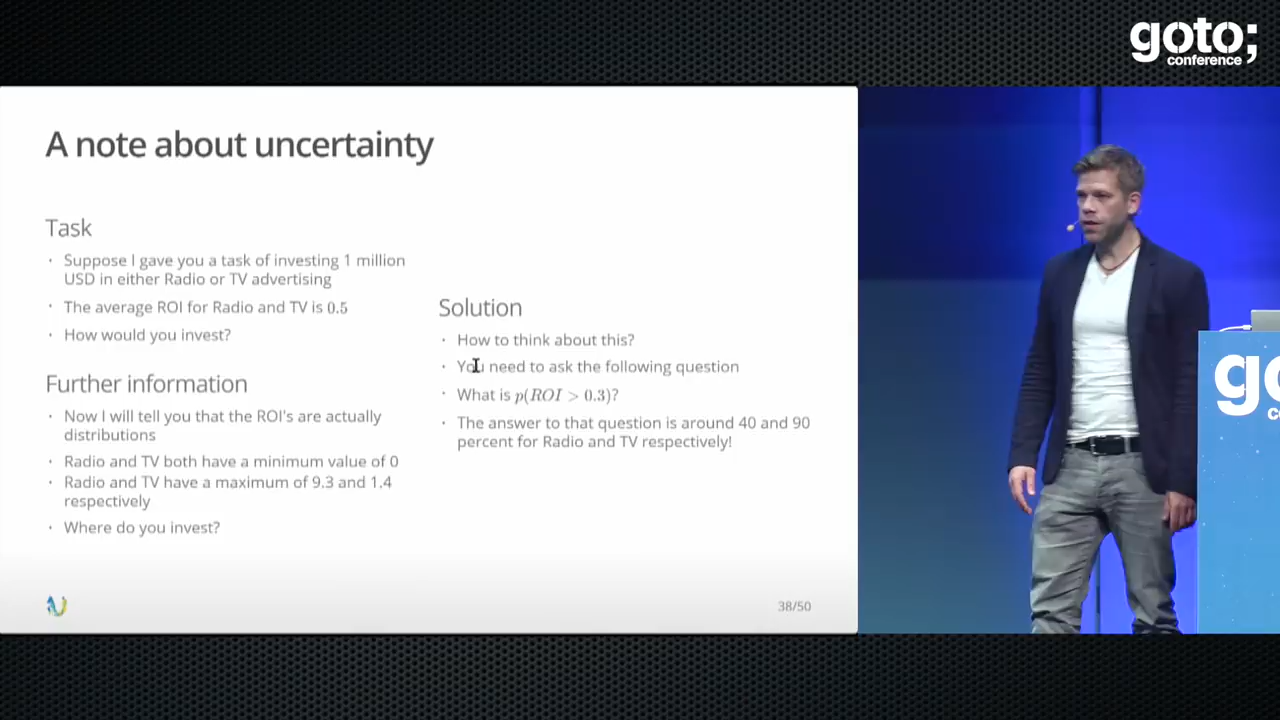 goto;
conference
A note about uncertainty
Task
· Suppose I gave you a task of investing 1 million
USD in either Radio or TV advertising
· The average ROI for Radio and TV is 0.5
· How would you invest?
Further information
· Now I will tell you that the ROI's are actually
distributions
· Radio and TV both have a minimum value of 0
· Radio and TV have a maximum of 9.3 and 1.4
respectively
· Where do you invest?
Solution
· How to think about this?
· You need to ask the following question
· What is p(ROI > 0.3)?
· The answer to that question is around 40 and 90
percent for Radio and TV respectively!
38/50
go
c